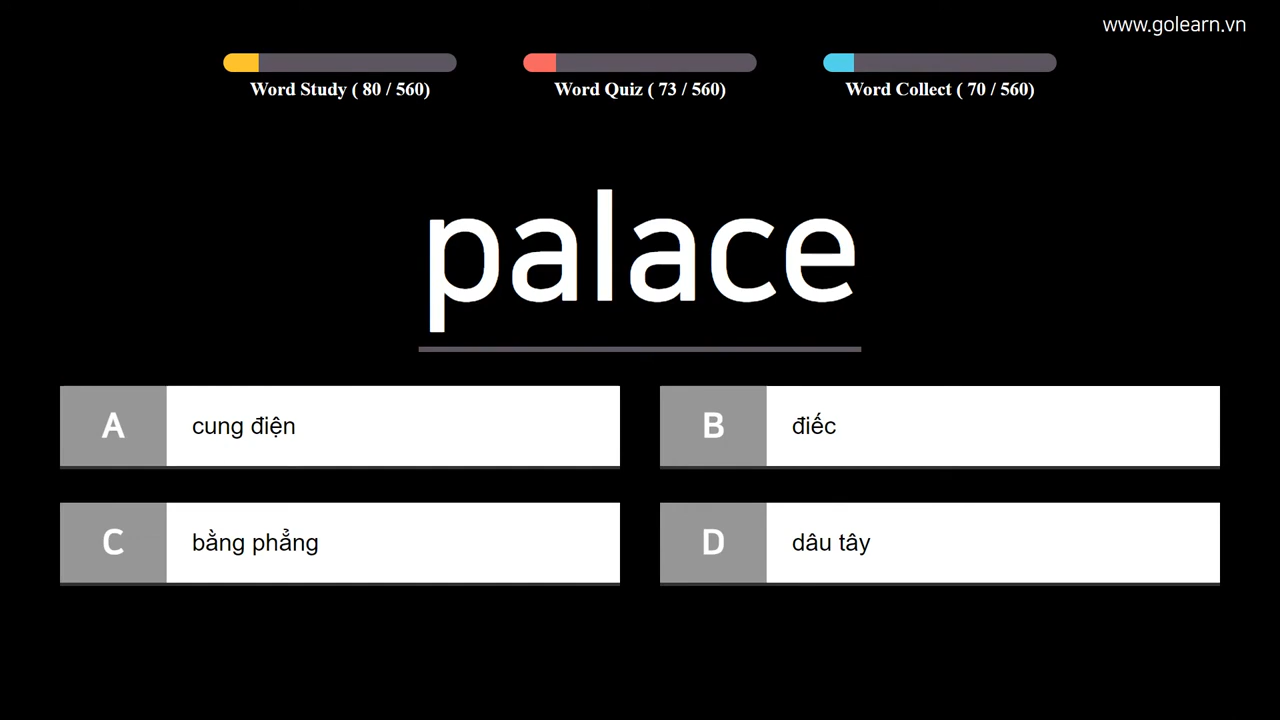 www.golearn.vn
Word Study ( 80 / 560)
Word Quiz ( 73 / 560)
Word Collect ( 70 / 560)
palace
A cung điện
B điếc
C bằng phẳng
D dâu tây